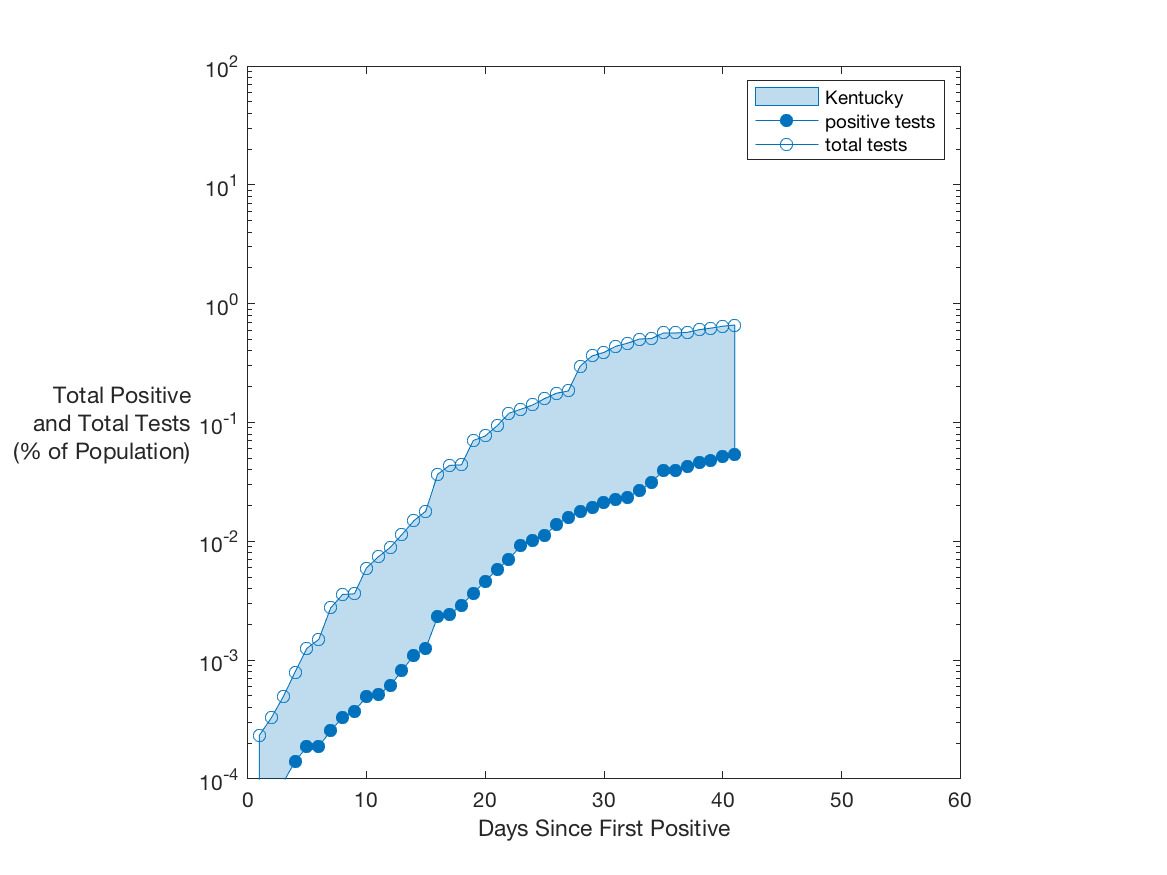 10^2
10^1
10^0
10^-1
10^-2
10^-3
10^-4
Total Positive
and Total Tests
(% of Population)
Kentucky
positive tests
total tests
0 10 20 30 40 50 60
Days Since First Positive